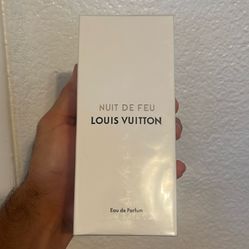 NUIT DE FEU
LOUIS VUITTON
Eau de Parfum